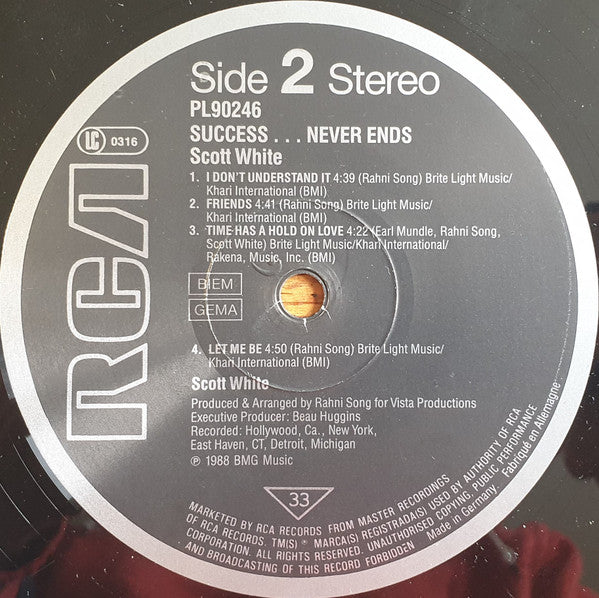 Side 2 Stereo
PL90246
SUCCESS . . . NEVER ENDS
LC 0316
Scott White
1. I DON'T UNDERSTAND IT 4:39 (Rahni Song) Brite Light Music/
Khari International (BMI)
2. FRIENDS 4:41 (Rahni Song) Brite Light Music/
Khari International (BMI)
3. TIME HAS A HOLD ON LOVE 4:22 (Earl Mundle, Rahni Song,
Scott White) Brite Light Music/Khari International/
Rakena, Music, Inc. (BMI)
BIEM
GEMA
4. LET ME BE 4:50 (Rahni Song) Brite Light Music/
Khari International (BMI)
Scott White
Produced & Arranged by Rahni Song for Vista Productions
Executive Producer: Beau Huggins
Recorded: Hollywood, Ca., New York,
East Haven, CT, Detroit, Michigan
℗ 1988 BMG Music
RCA
33
MARKETED BY RCA RECORDS FROM MASTER RECORDINGS
OF RCA RECORDS. TM(S) ® MARCA(S) REGISTRADA(S) USED BY AUTHORITY OF RCA
CORPORATION. ALL RIGHTS RESERVED. UNAUTHORISED COPYING, PUBLIC PERFORMANCE
AND BROADCASTING OF THIS RECORD FORBIDDEN
Made in Germany. Fabriqué en Allemagne